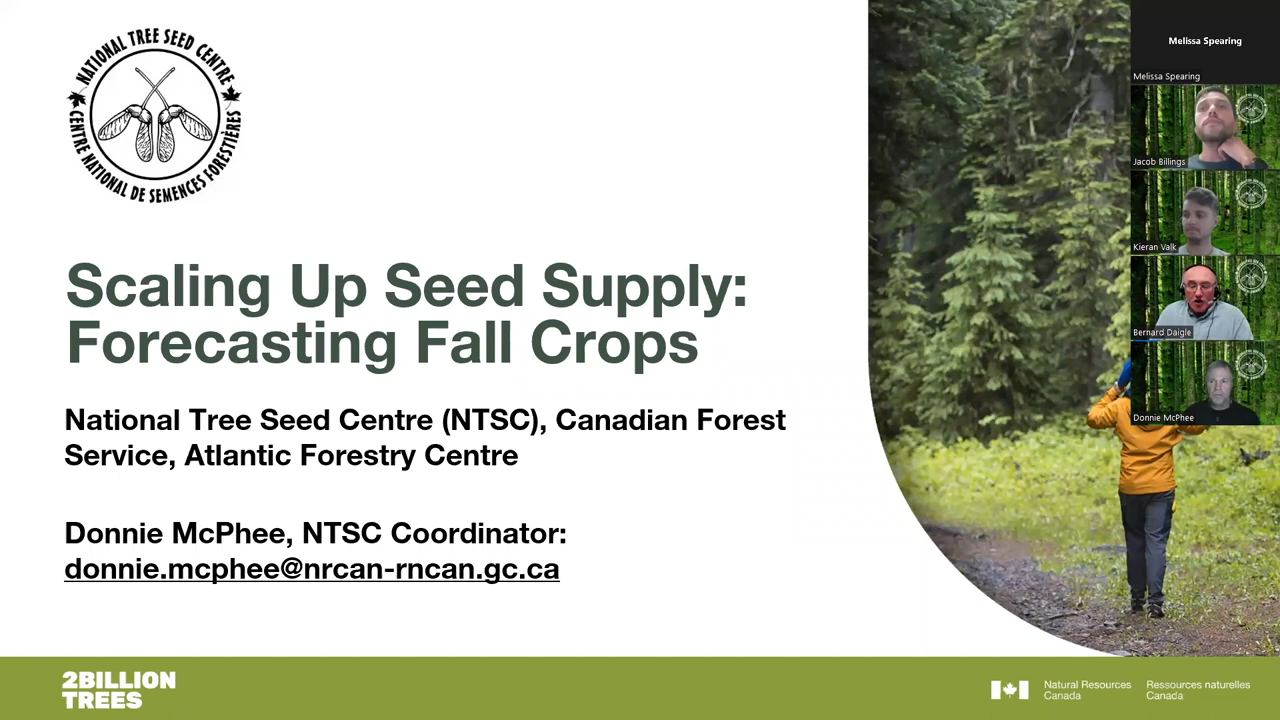 NATIONAL TREE SEED CENTRE
CENTRE NATIONAL DE SEMENCES FORESTIÈRES
Scaling Up Seed Supply:
Forecasting Fall Crops
National Tree Seed Centre (NTSC), Canadian Forest
Service, Atlantic Forestry Centre
Donnie McPhee, NTSC Coordinator:
donnie.mcphee@nrcan-rncan.gc.ca
Melissa Spearing
Melissa Spearing
Jacob Billings
Kieran Valk
Bernard Daigle
Donnie McPhee
2BILLION
TREES
Natural Resources
Canada
Ressources naturelles
Canada